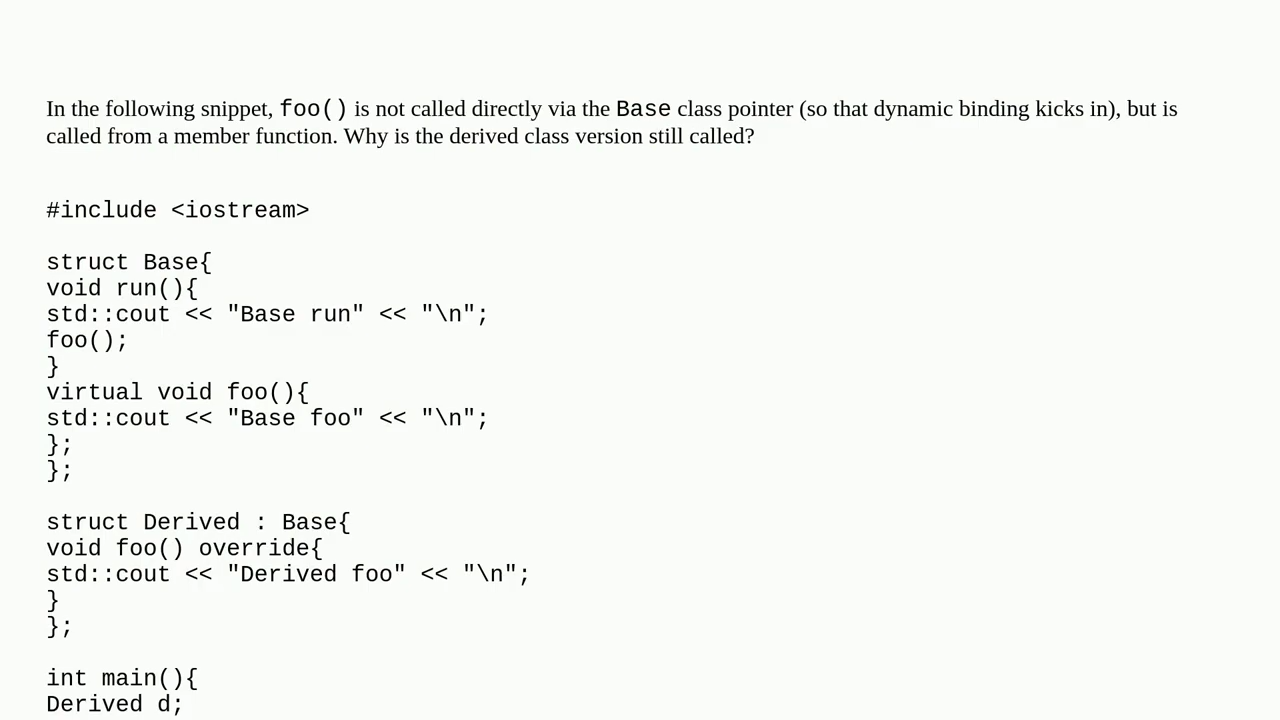 In the following snippet, foo() is not called directly via the Base class pointer (so that dynamic binding kicks in), but is
called from a member function. Why is the derived class version still called?
#include <iostream>
struct Base{
void run(){
std::cout << "Base run" << "\n";
foo();
}
virtual void foo(){
std::cout << "Base foo" << "\n";
};
};
struct Derived : Base{
void foo() override{
std::cout << "Derived foo" << "\n";
}
};
int main(){
Derived d;